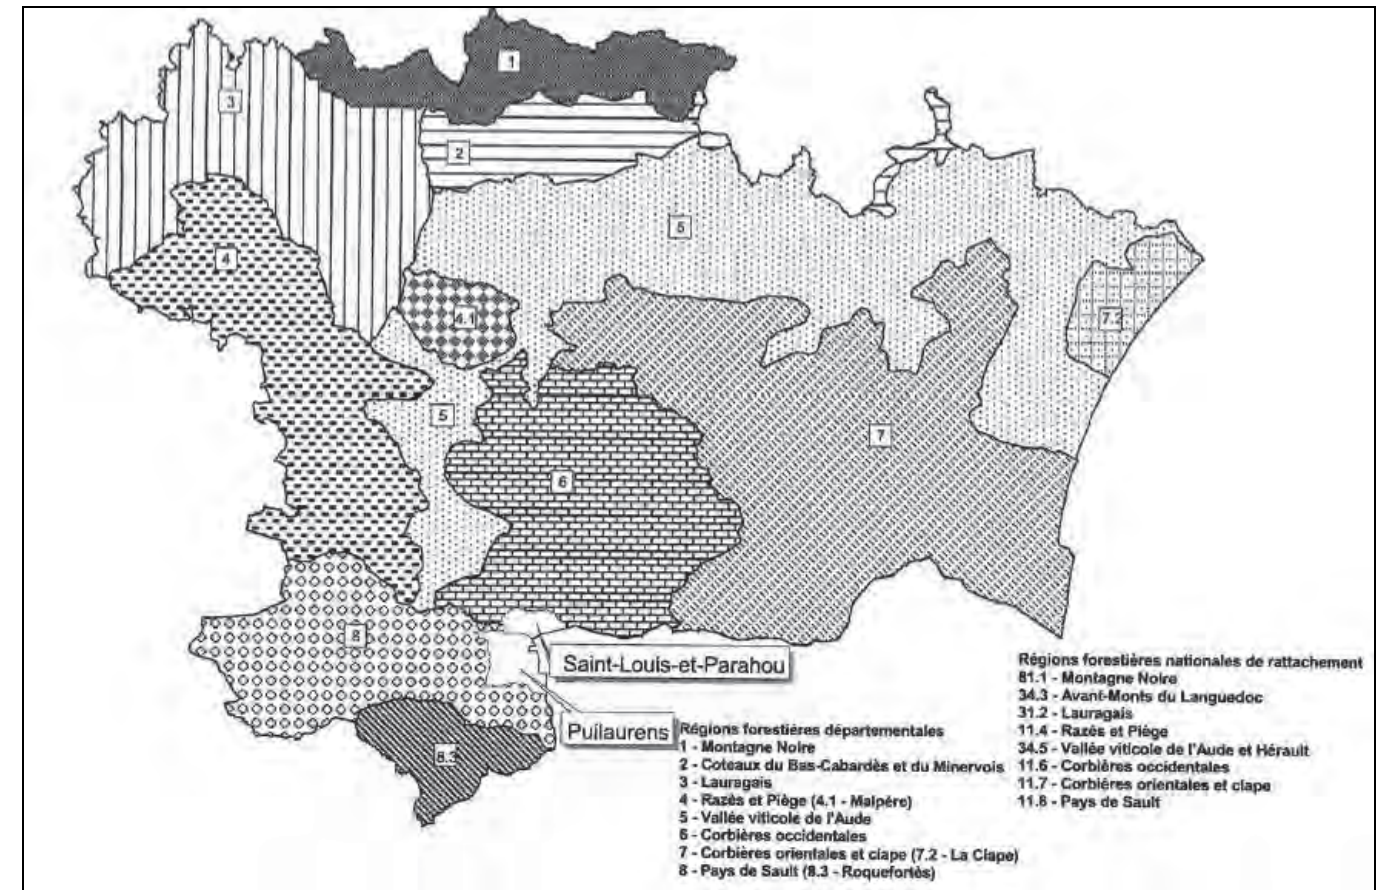 1
3
2
5
4
4.1
7.2
5
7
6
8
Saint-Louis-et-Parahou
Puilaurens
8.3
Régions forestières départementales
1 - Montagne Noire
2 - Coteaux du Bas-Cabardès et du Minervois
3 - Lauragais
4 - Razès et Piège (4.1 - Malpère)
5 - Vallée viticole de l'Aude
6 - Corbières occidentales
7 - Corbières orientales et clape (7.2 - La Clape)
8 - Pays de Sault (8.3 - Roquefortès)
Régions forestières nationales de rattachement
81.1 - Montagne Noire
34.3 - Avant-Monts du Languedoc
31.2 - Lauragais
11.4 - Razès et Piège
34.5 - Vallée viticole de l'Aude et Hérault
11.6 - Corbières occidentales
11.7 - Corbières orientales et clape
11.8 - Pays de Sault